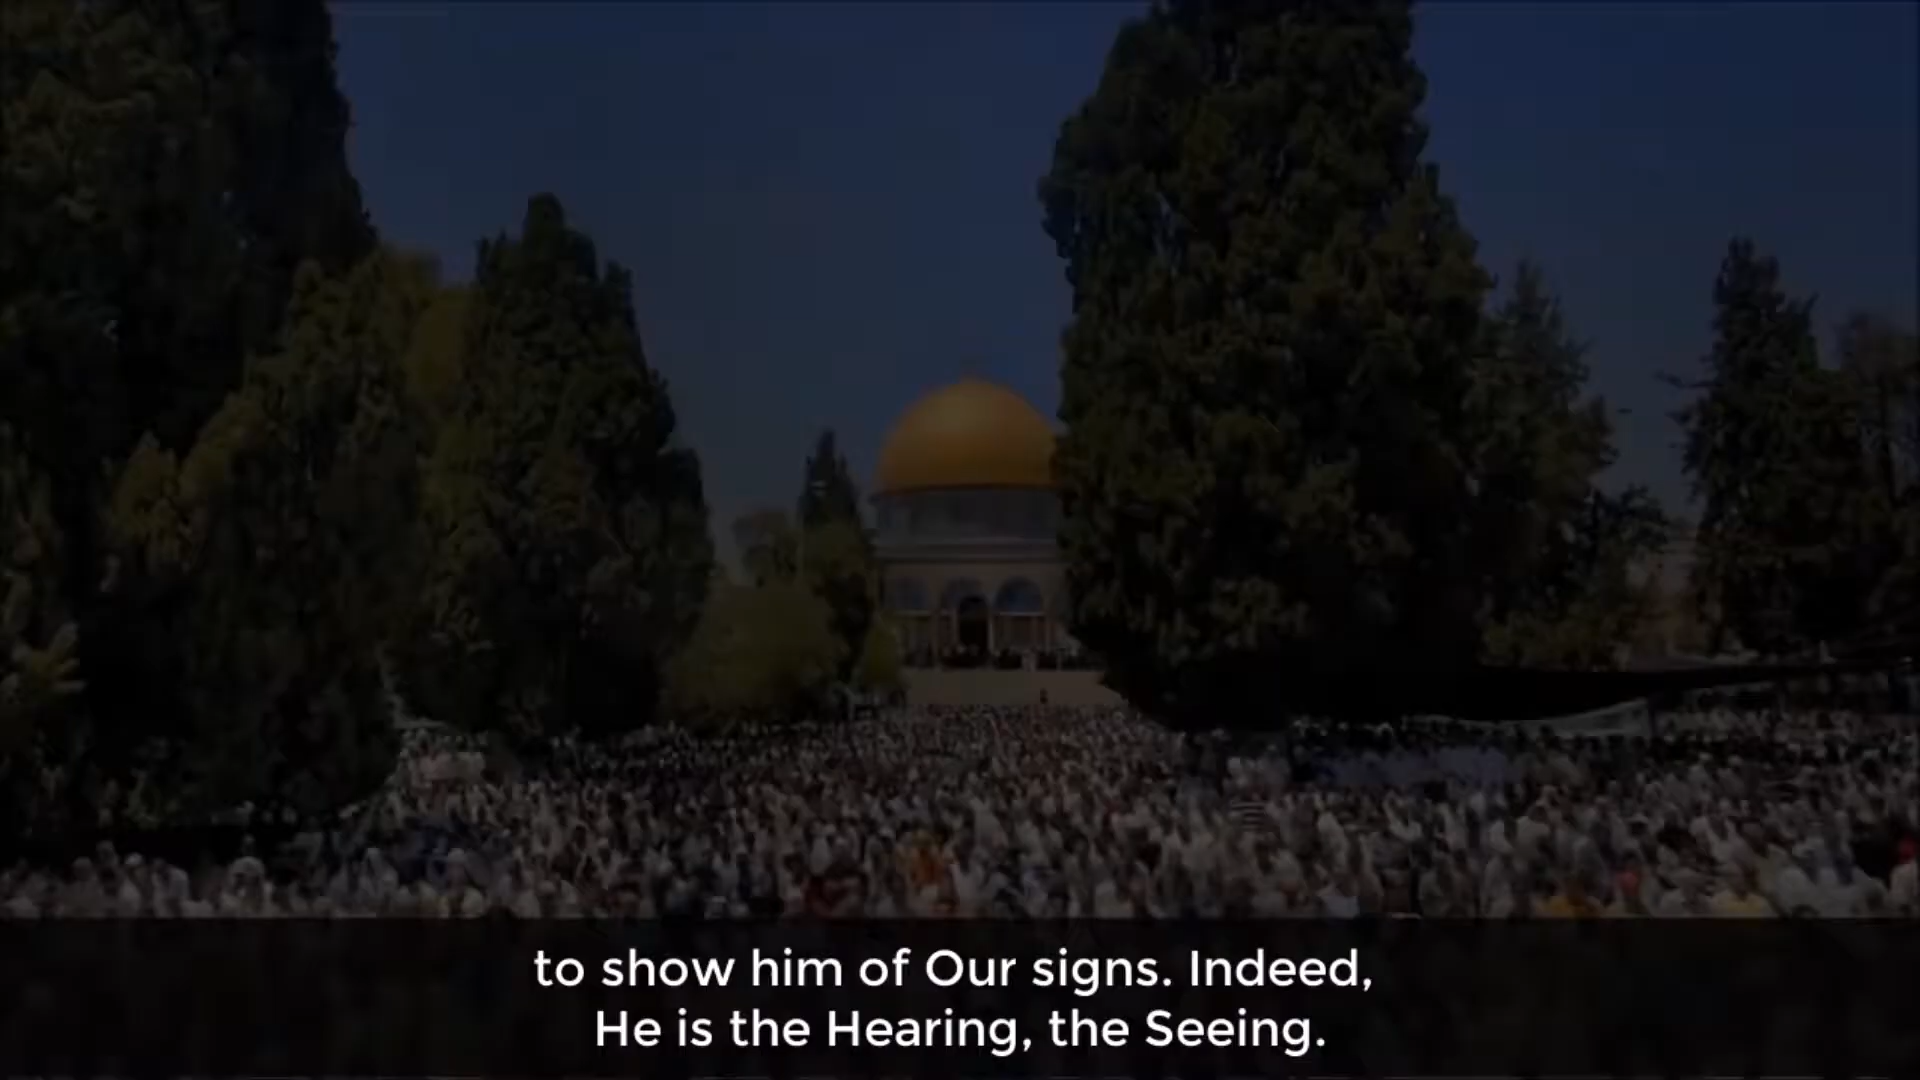 to show him of Our signs. Indeed,
He is the Hearing, the Seeing.